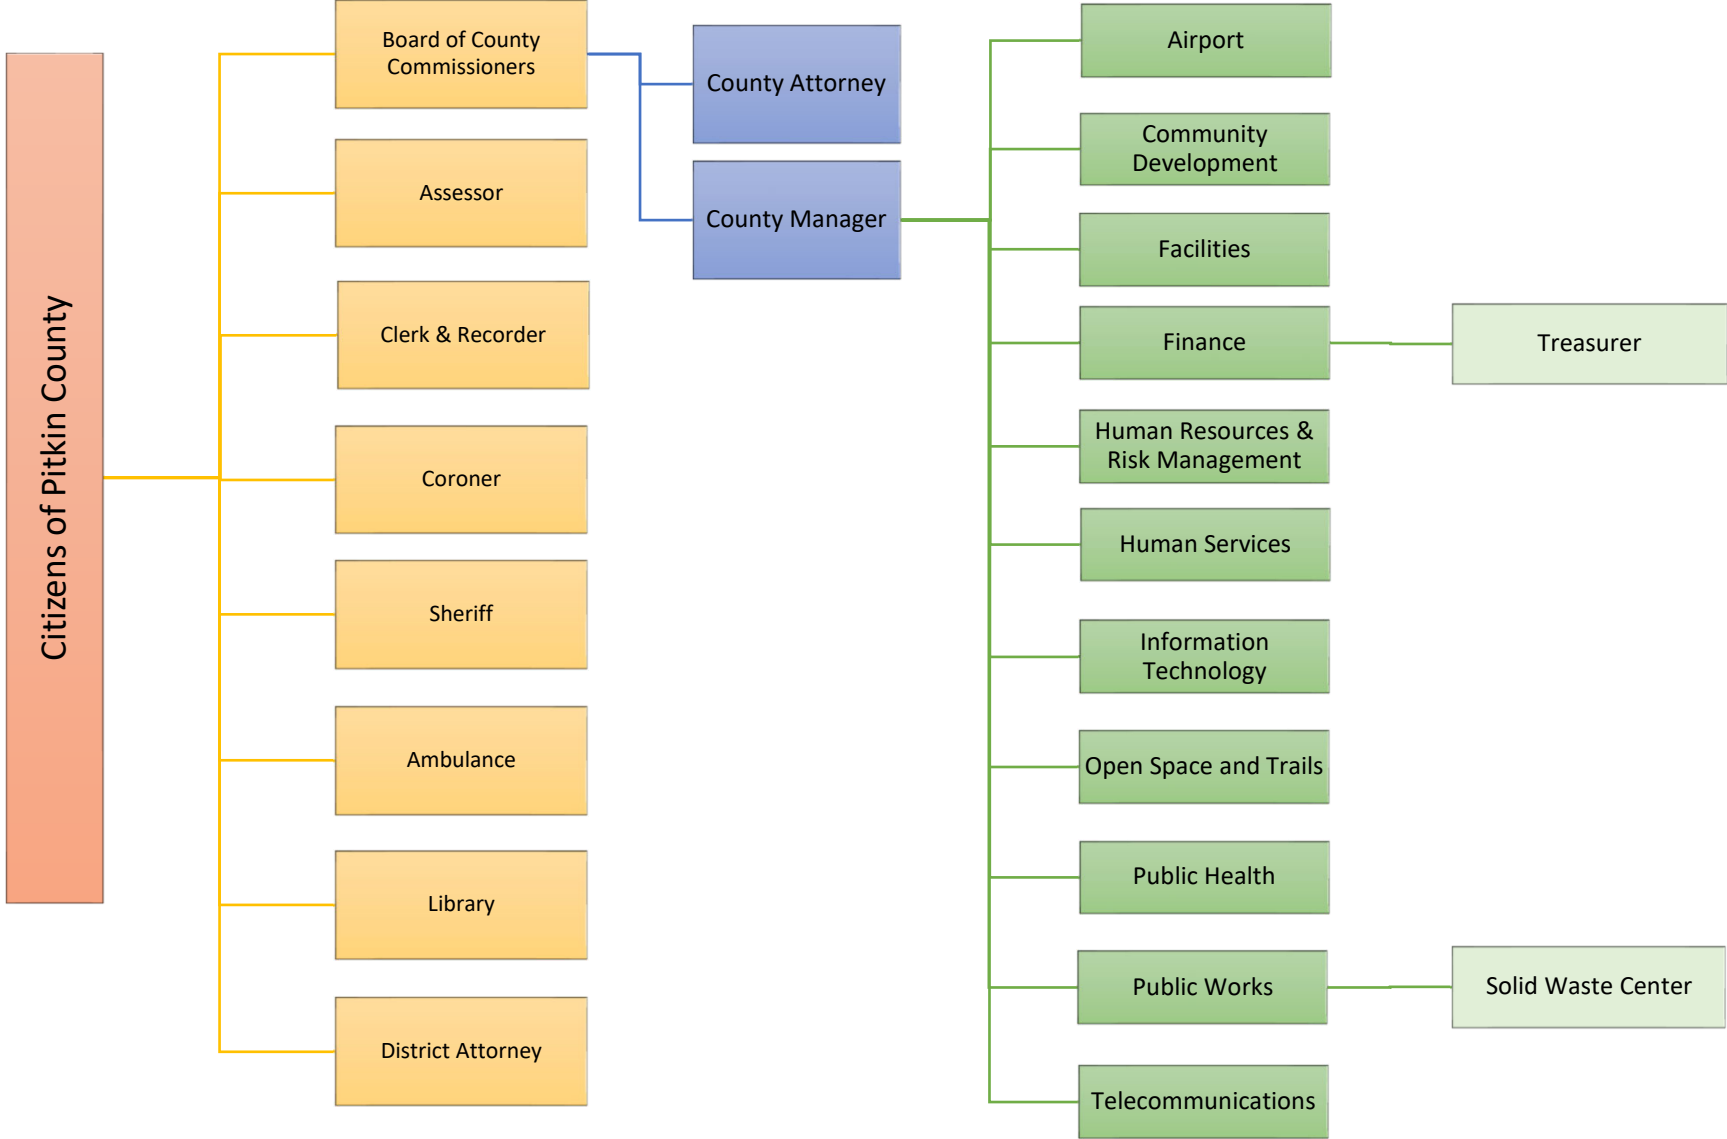 Citizens of Pitkin County
Board of County
Commissioners
Assessor
Clerk & Recorder
Coroner
Sheriff
Ambulance
Library
District Attorney
County Attorney
County Manager
Airport
Community
Development
Facilities
Finance
Human Resources &
Risk Management
Human Services
Information
Technology
Open Space and Trails
Public Health
Public Works
Telecommunications
Treasurer
Solid Waste Center